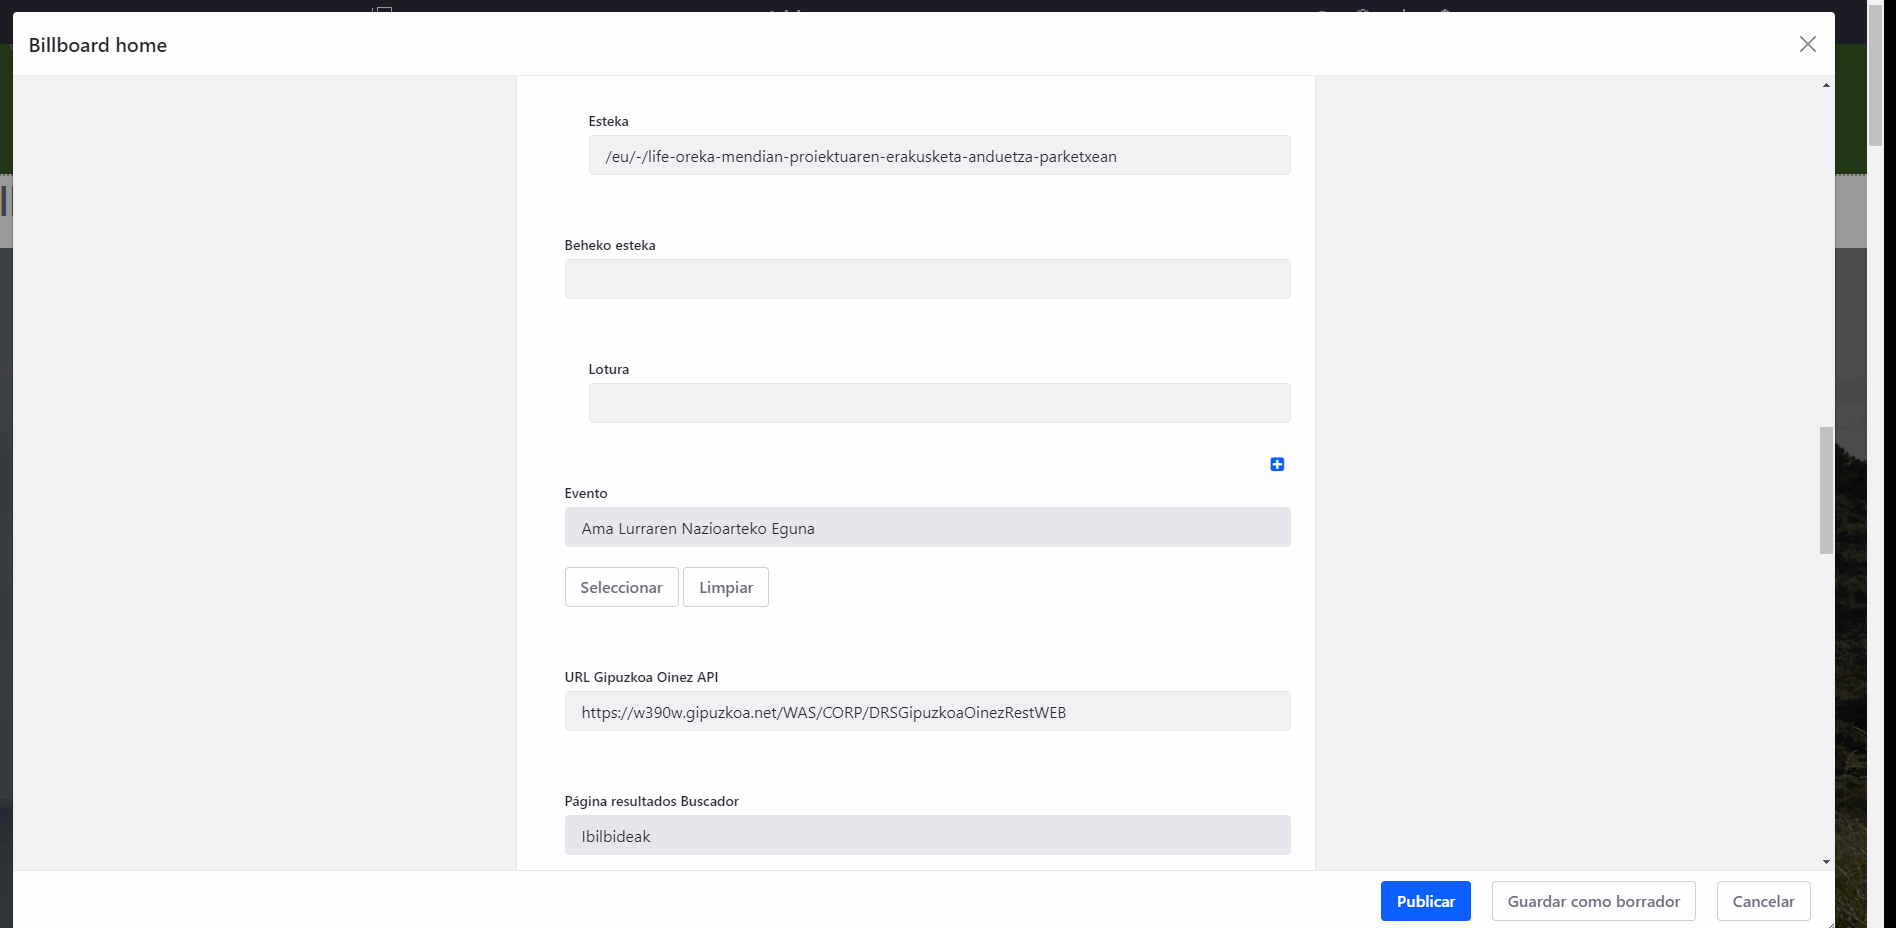 Billboard home
Esteka
/eu/-/life-oreka-mendian-proiektuaren-erakusketa-anduetza-parketxean
Beheko esteka
Lotura
Evento
Ama Lurraren Nazioarteko Eguna
Seleccionar Limpiar
URL Gipuzkoa Oinez API
https://w390w.gipuzkoa.net/WAS/CORP/DRSGipuzkoaOinezRestWEB
Página resultados Buscador
Ibilbideak
Publicar Guardar como borrador Cancelar